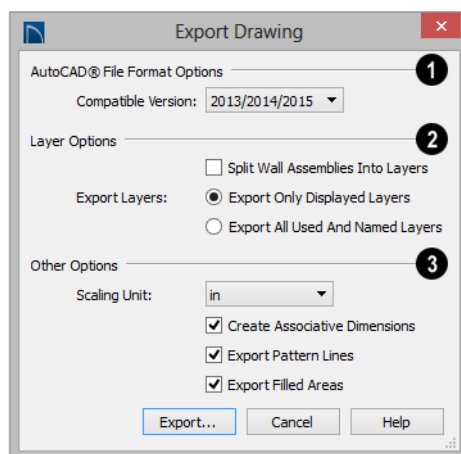 Export Drawing
×
AutoCAD® File Format Options
1
Compatible Version: 2013/2014/2015
Layer Options
2
Split Wall Assemblies Into Layers
Export Layers: Export Only Displayed Layers
Export All Used And Named Layers
Other Options
3
Scaling Unit: in
Create Associative Dimensions
Export Pattern Lines
Export Filled Areas
Export... Cancel Help